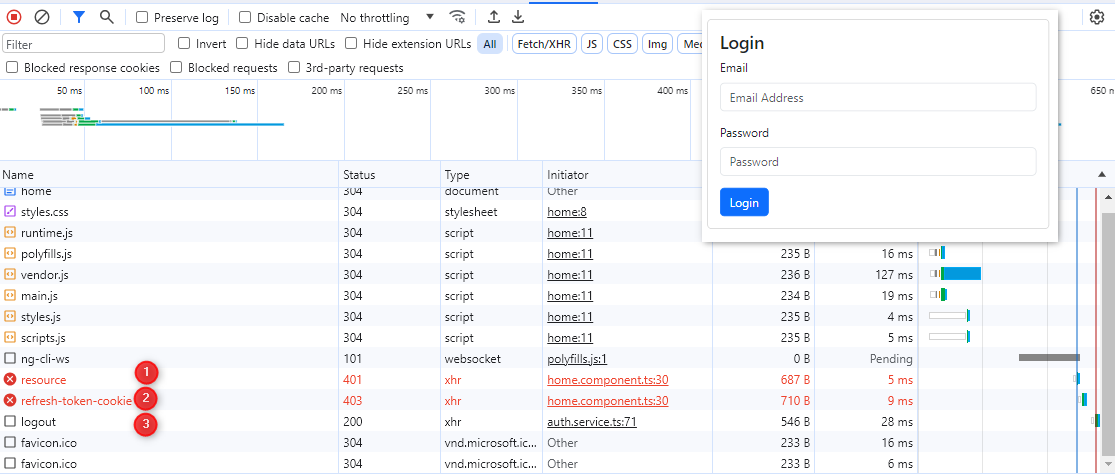 Preserve log Disable cache No throttling
Filter Invert Hide data URLs Hide extension URLs All Fetch/XHR JS CSS Img
Blocked response cookies Blocked requests 3rd-party requests
50 ms 100 ms 150 ms 200 ms 250 ms 300 ms 350 ms 400 ms 650
Login
Email
Email Address
Password
Password
Login
Name Status Type Initiator
home 304 document Other
styles.css 304 stylesheet home:8
runtime.js 304 script home:11
polyfills.js 304 script home:11 235 B 16 ms
vendor.js 304 script home:11 236 B 127 ms
main.js 304 script home:11 234 B 19 ms
styles.js 304 script home:11 235 B 4 ms
scripts.js 304 script home:11 235 B 5 ms
ng-cli-ws 101 websocket polyfills.js:1 0 B Pending
resource 1 401 xhr home.component.ts:30 687 B 5 ms
refresh-token-cookie 2 403 xhr home.component.ts:30 710 B 9 ms
logout 3 200 xhr auth.service.ts:71 546 B 28 ms
favicon.ico 304 vnd.microsoft.ic... Other 233 B 16 ms
favicon.ico 304 vnd.microsoft.ic... Other 233 B 6 ms